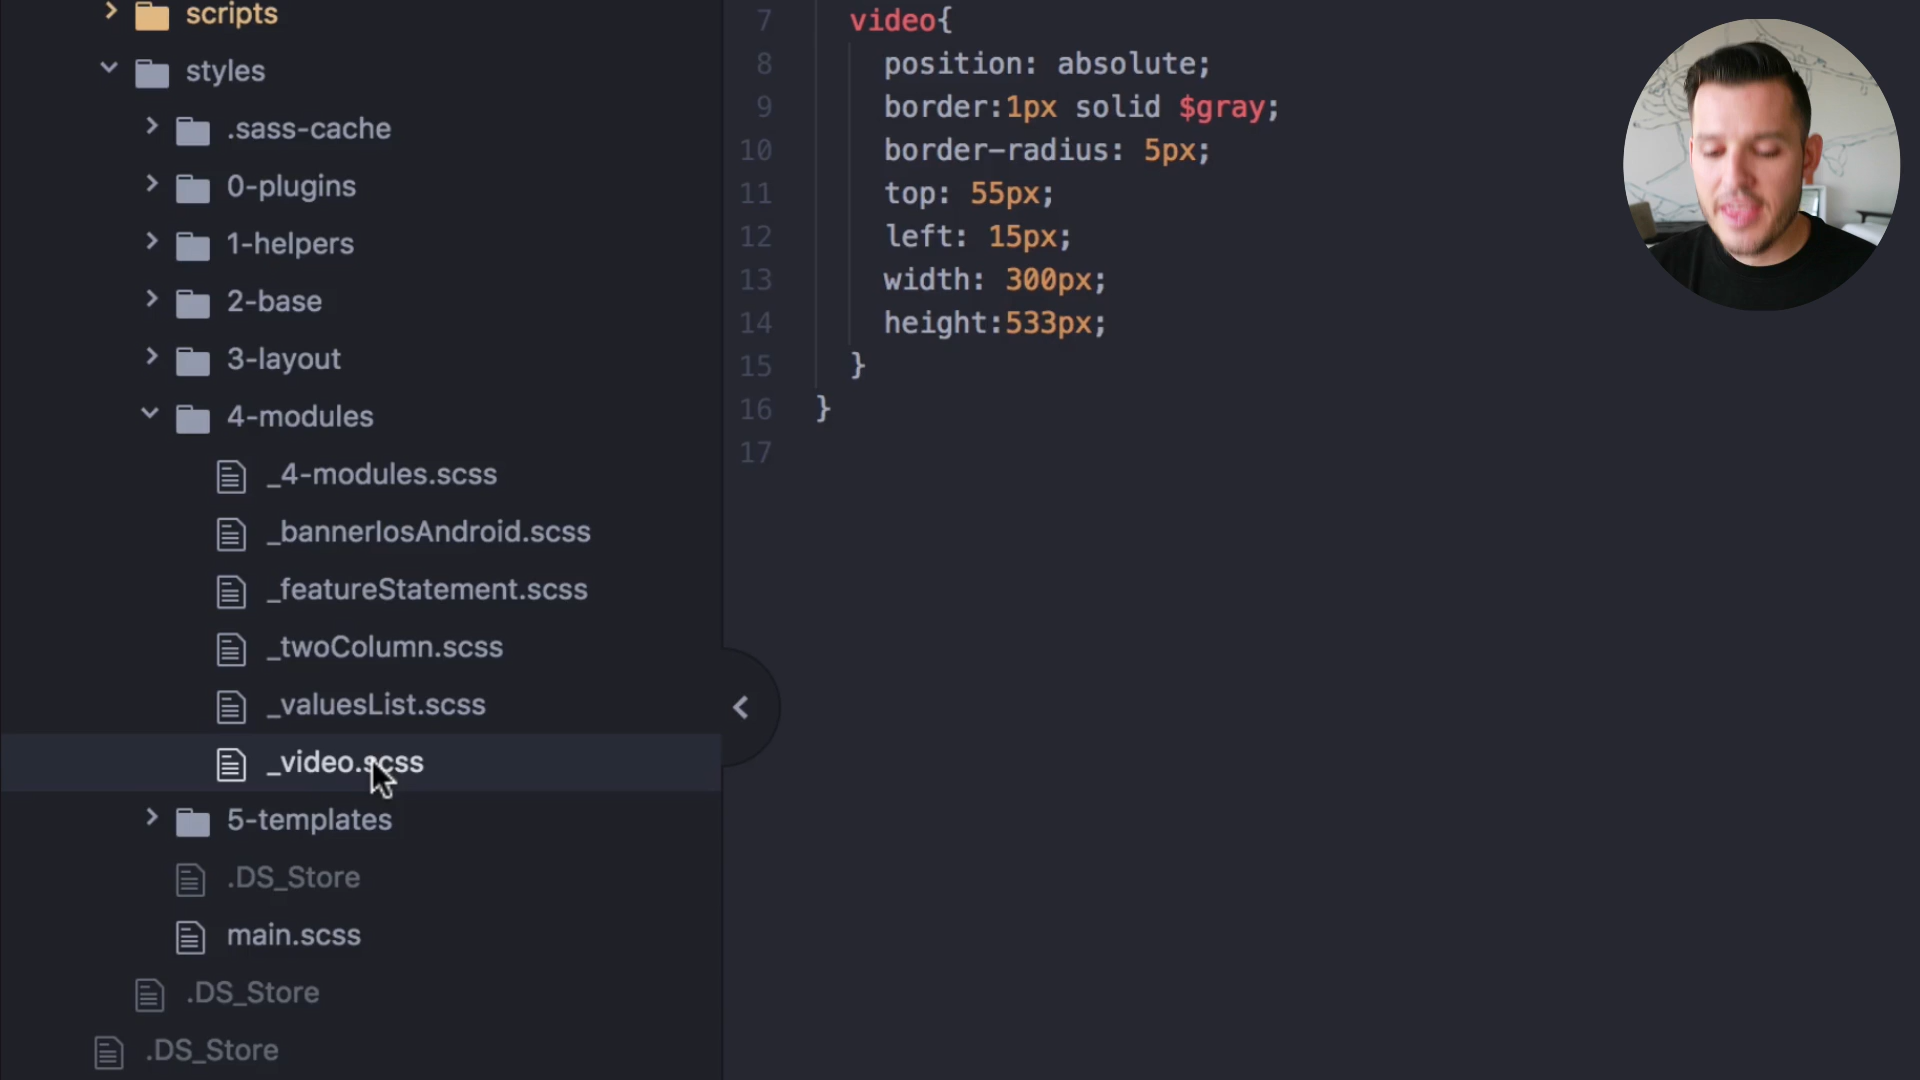 scripts
styles
.sass-cache
0-plugins
1-helpers
2-base
3-layout
4-modules
_4-modules.scss
_bannerIosAndroid.scss
_featureStatement.scss
_twoColumn.scss
_valuesList.scss
_video.scss
5-templates
.DS_Store
main.scss
.DS_Store
.DS_Store
7 video{
8 position: absolute;
9 border:1px solid $gray;
10 border-radius: 5px;
11 top: 55px;
12 left: 15px;
13 width: 300px;
14 height:533px;
15 }
16 }
17